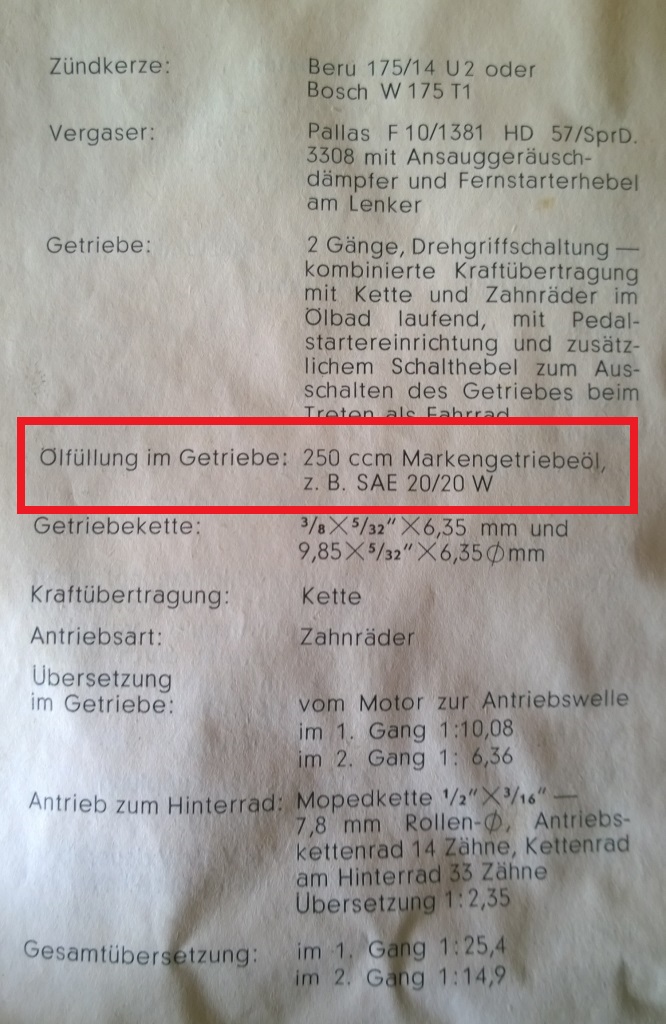 Zündkerze: Beru 175/14 U2 oder
Bosch W 175 T1
Vergaser: Pallas F 10/1381 HD 57/SprD.
3308 mit Ansauggeräusch-
dämpfer und Fernstarterhebel
am Lenker
Getriebe: 2 Gänge, Drehgriffschaltung —
kombinierte Kraftübertragung
mit Kette und Zahnräder im
Ölbad laufend, mit Pedal-
startereinrichtung und zusätz-
lichem Schalthebel zum Aus-
schalten des Getriebes beim
Treten als Fahrrad
Ölfüllung im Getriebe: 250 ccm Markengetriebeöl,
z. B. SAE 20/20 W
Getriebekette: 3/8×5/32″×6,35 mm und
9,85×5/32″×6,35∅mm
Kraftübertragung: Kette
Antriebsart: Zahnräder
Übersetzung
im Getriebe: vom Motor zur Antriebswelle
im 1. Gang 1:10,08
im 2. Gang 1: 6,36
Antrieb zum Hinterrad: Mopedkette 1/2″×3/16″ —
7,8 mm Rollen-∅, Antriebs-
kettenrad 14 Zähne, Kettenrad
am Hinterrad 33 Zähne
Übersetzung 1:2,35
Gesamtübersetzung: im 1. Gang 1:25,4
im 2. Gang 1:14,9